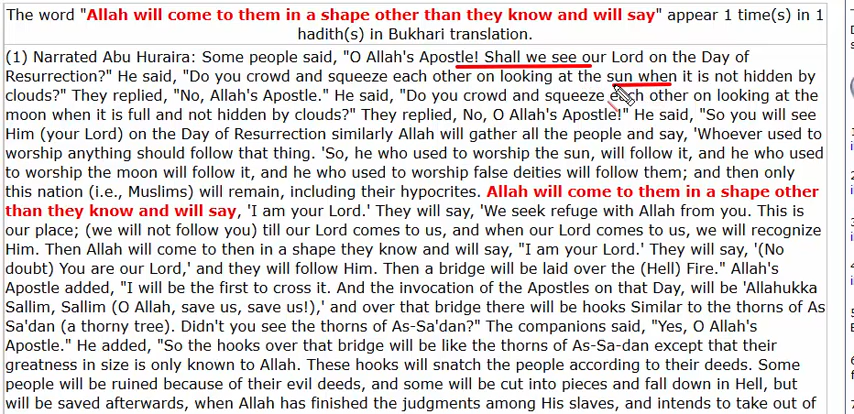 The word "Allah will come to them in a shape other than they know and will say" appear 1 time(s) in 1
hadith(s) in Bukhari translation.
(1) Narrated Abu Huraira: Some people said, "O Allah's Apostle! Shall we see our Lord on the Day of
Resurrection?" He said, "Do you crowd and squeeze each other on looking at the sun when it is not hidden by
clouds?" They replied, "No, Allah's Apostle." He said, "Do you crowd and squeeze each other on looking at the
moon when it is full and not hidden by clouds?" They replied, No, O Allah's Apostle!" He said, "So you will see
Him (your Lord) on the Day of Resurrection similarly Allah will gather all the people and say, 'Whoever used to
worship anything should follow that thing. 'So, he who used to worship the sun, will follow it, and he who used
to worship the moon will follow it, and he who used to worship false deities will follow them; and then only
this nation (i.e., Muslims) will remain, including their hypocrites. Allah will come to them in a shape other
than they know and will say, 'I am your Lord.' They will say, 'We seek refuge with Allah from you. This is
our place; (we will not follow you) till our Lord comes to us, and when our Lord comes to us, we will recognize
Him. Then Allah will come to then in a shape they know and will say, "I am your Lord.' They will say, '(No
doubt) You are our Lord,' and they will follow Him. Then a bridge will be laid over the (Hell) Fire." Allah's
Apostle added, "I will be the first to cross it. And the invocation of the Apostles on that Day, will be 'Allahukka
Sallim, Sallim (O Allah, save us, save us!),' and over that bridge there will be hooks Similar to the thorns of As
Sa'dan (a thorny tree). Didn't you see the thorns of As-Sa'dan?" The companions said, "Yes, O Allah's
Apostle." He added, "So the hooks over that bridge will be like the thorns of As-Sa-dan except that their
greatness in size is only known to Allah. These hooks will snatch the people according to their deeds. Some
people will be ruined because of their evil deeds, and some will be cut into pieces and fall down in Hell, but
will be saved afterwards, when Allah has finished the judgments among His slaves, and intends to take out of